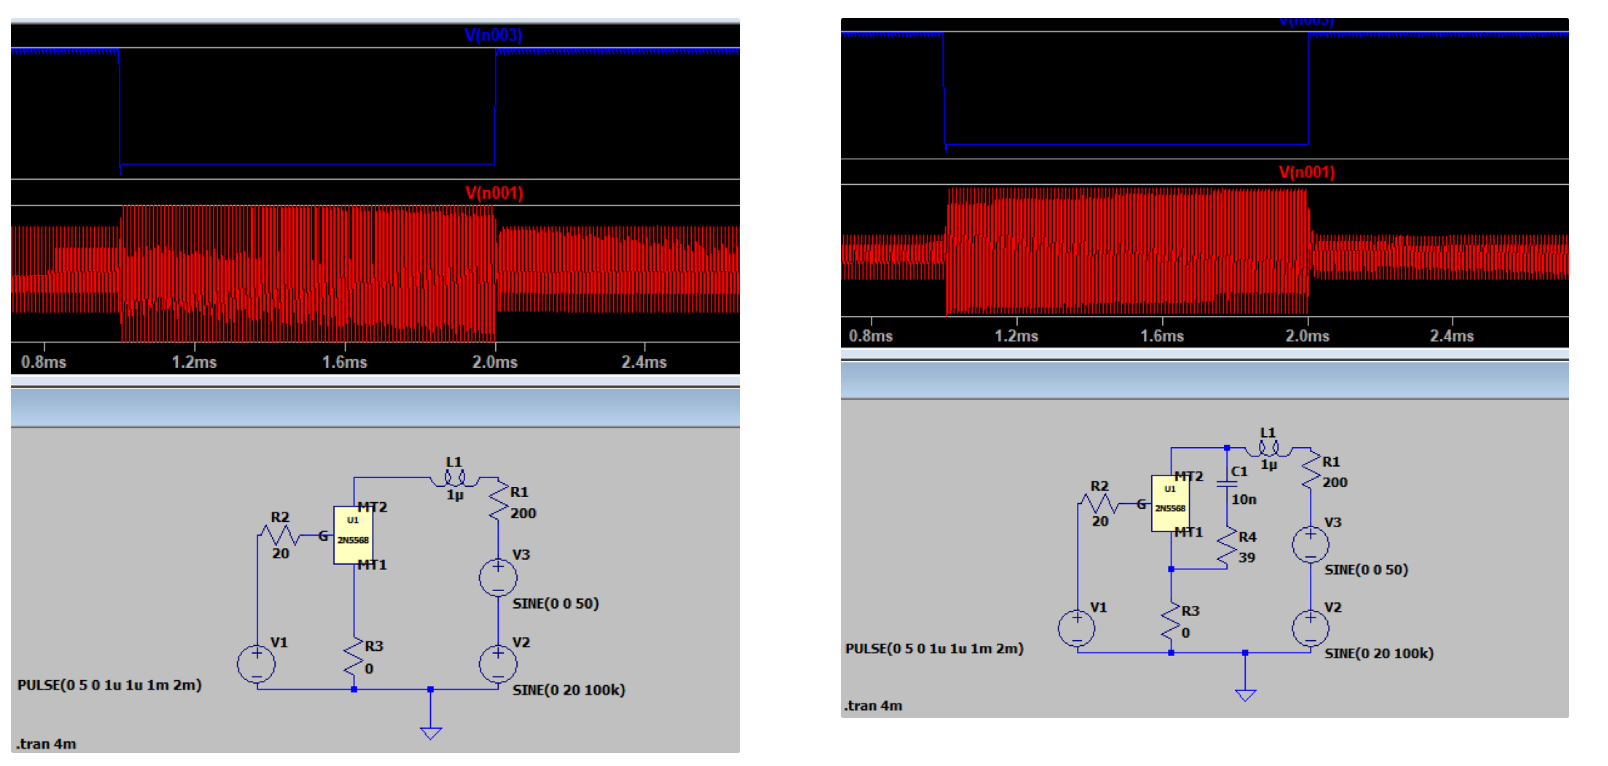 V(n003)
V(n001)
0.8ms 1.2ms 1.6ms 2.0ms 2.4ms
L1
1µ
MT2
R1
200
U1
R2
G
2N5568
20
V3
MT1
SINE(0 0 50)
V1
R3
V2
0
PULSE(0 5 0 1u 1u 1m 2m)
SINE(0 20 100k)
.tran 4m
V(n003)
V(n001)
0.8ms 1.2ms 1.6ms 2.0ms 2.4ms
L1
1µ
R1
MT2
C1
200
R2
U1
10n
G
2N5568
20
V3
MT1
R4
39
SINE(0 0 50)
V1
R3
V2
0
PULSE(0 5 0 1u 1u 1m 2m)
SINE(0 20 100k)
.tran 4m